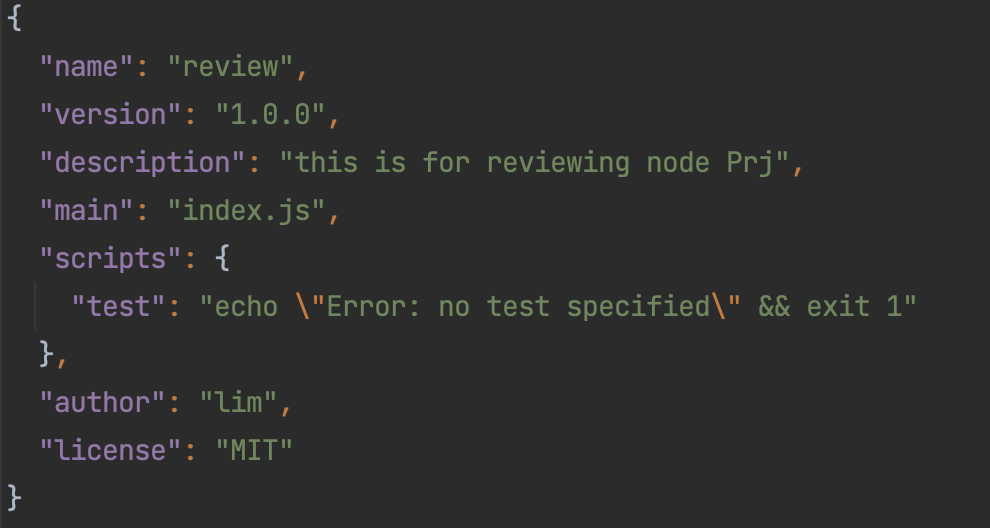 {
"name": "review",
"version": "1.0.0",
"description": "this is for reviewing node Prj",
"main": "index.js",
"scripts": {
"test": "echo \"Error: no test specified\" && exit 1"
},
"author": "lim",
"license": "MIT"
}